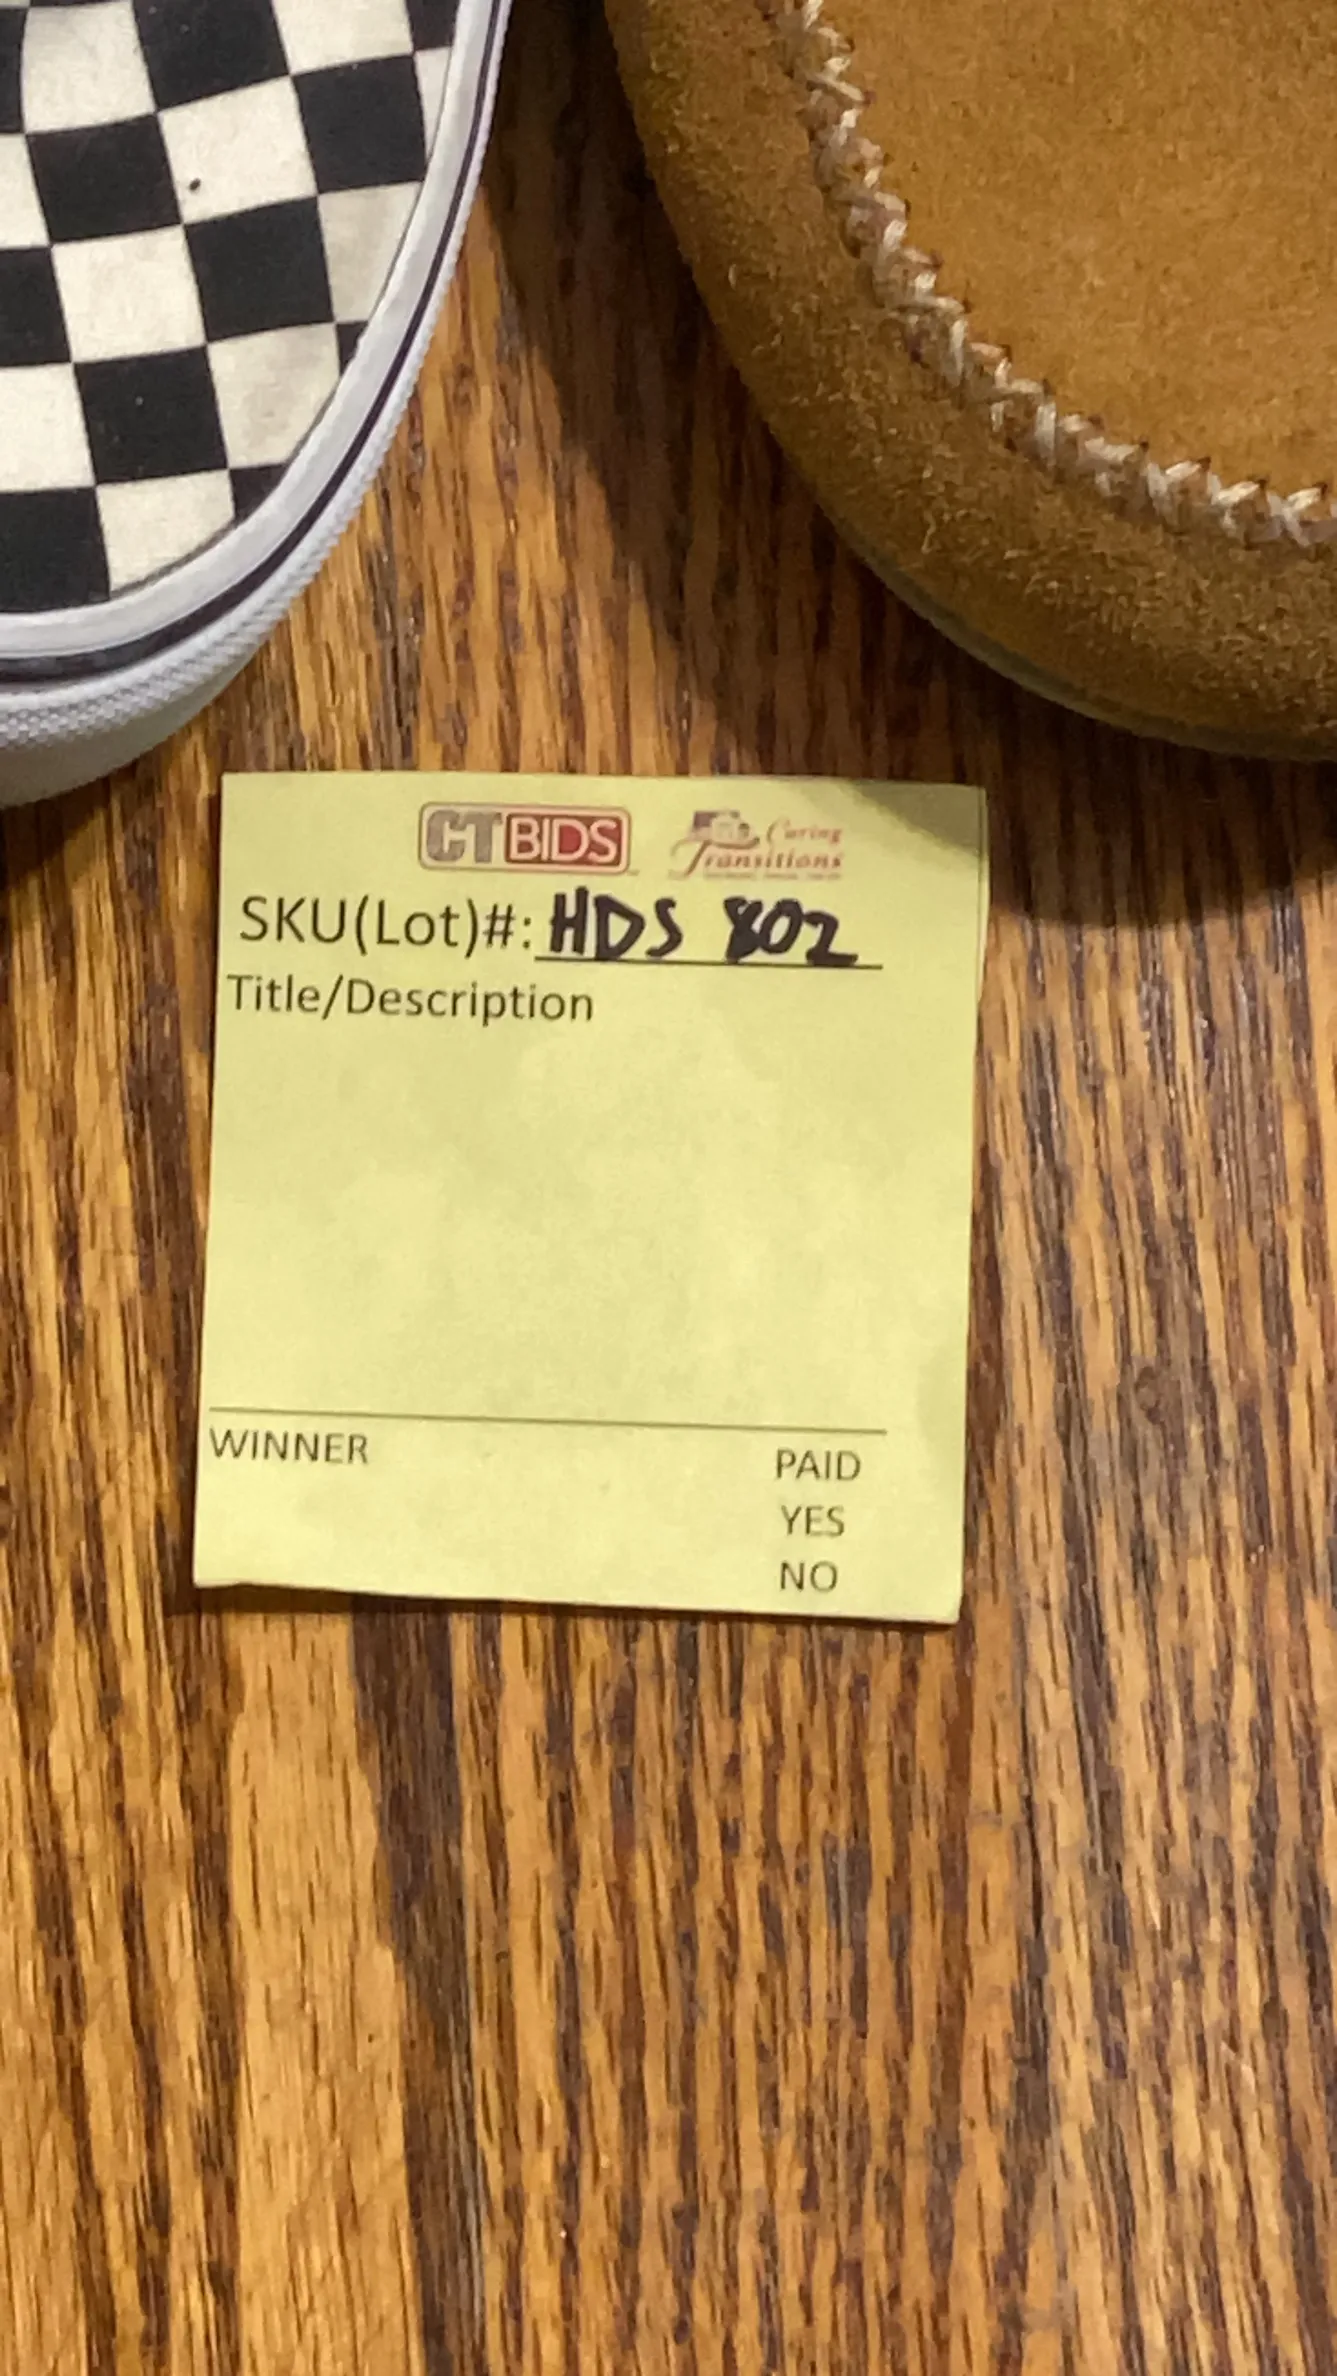 CTBIDS
Caring
Transitions
SKU(Lot)#: HDS 802
Title/Description
WINNER
PAID
YES
NO